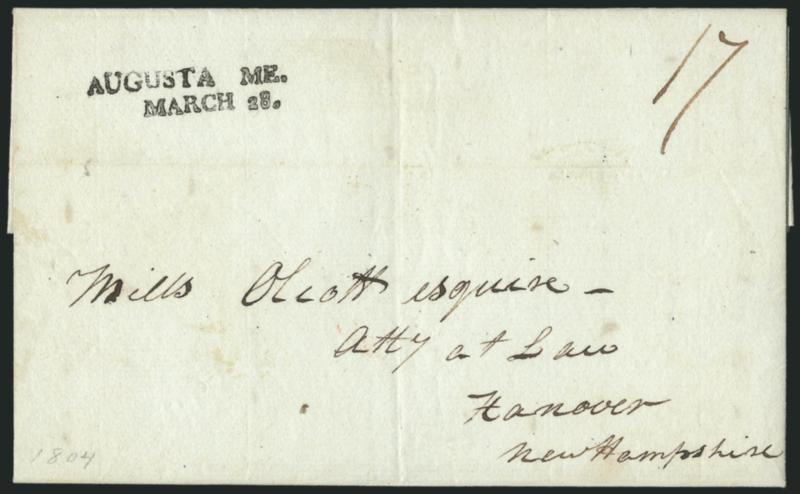 AUGUSTA ME.
MARCH 28.
17
Mills Olcott esquire –
Atty at Law
Hanover
New Hampshire
1804